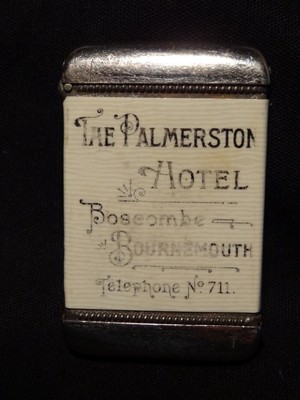 THE PALMERSTON
HOTEL
Boscombe
BOURNEMOUTH
Telephone No 711.